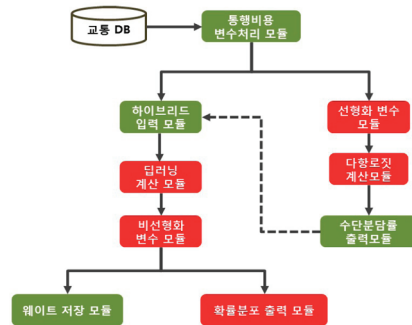 교통 DB
통행비용
변수처리 모듈
하이브리드
입력 모듈
선형화 변수
모듈
딥러닝
계산 모듈
다항로짓
계산모듈
비선형화
변수 모듈
수단분담률
출력모듈
웨이트 저장 모듈
확률분포 출력 모듈